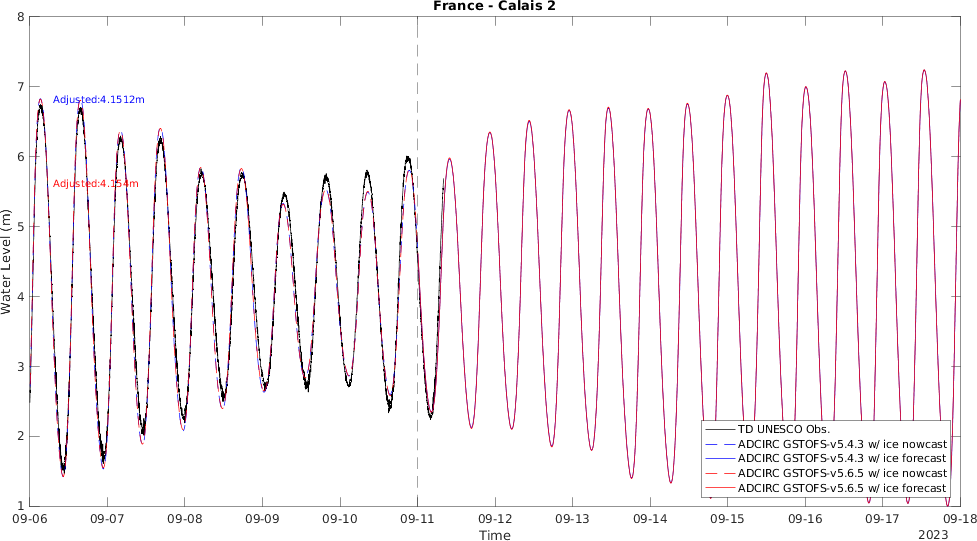 France - Calais 2
8
7
6
5
4
3
2
1
Water Level (m)
Adjusted:4.1512m
Adjusted:4.154m
TD UNESCO Obs.
ADCIRC GSTOFS-v5.4.3 w/ ice nowcast
ADCIRC GSTOFS-v5.4.3 w/ ice forecast
ADCIRC GSTOFS-v5.6.5 w/ ice nowcast
ADCIRC GSTOFS-v5.6.5 w/ ice forecast
09-06 09-07 09-08 09-09 09-10 09-11 09-12 09-13 09-14 09-15 09-16 09-17 09-18
Time
2023